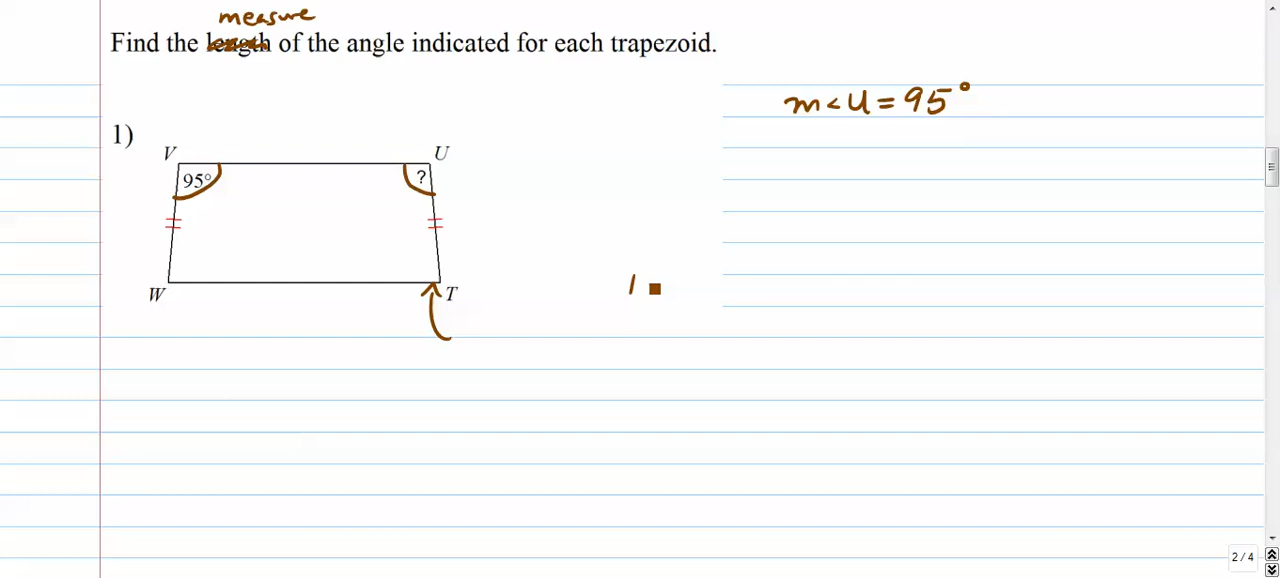 measure
Find the length of the angle indicated for each trapezoid.
m<U=95°
1)
V
U
95°
?
W
T
1
2/4